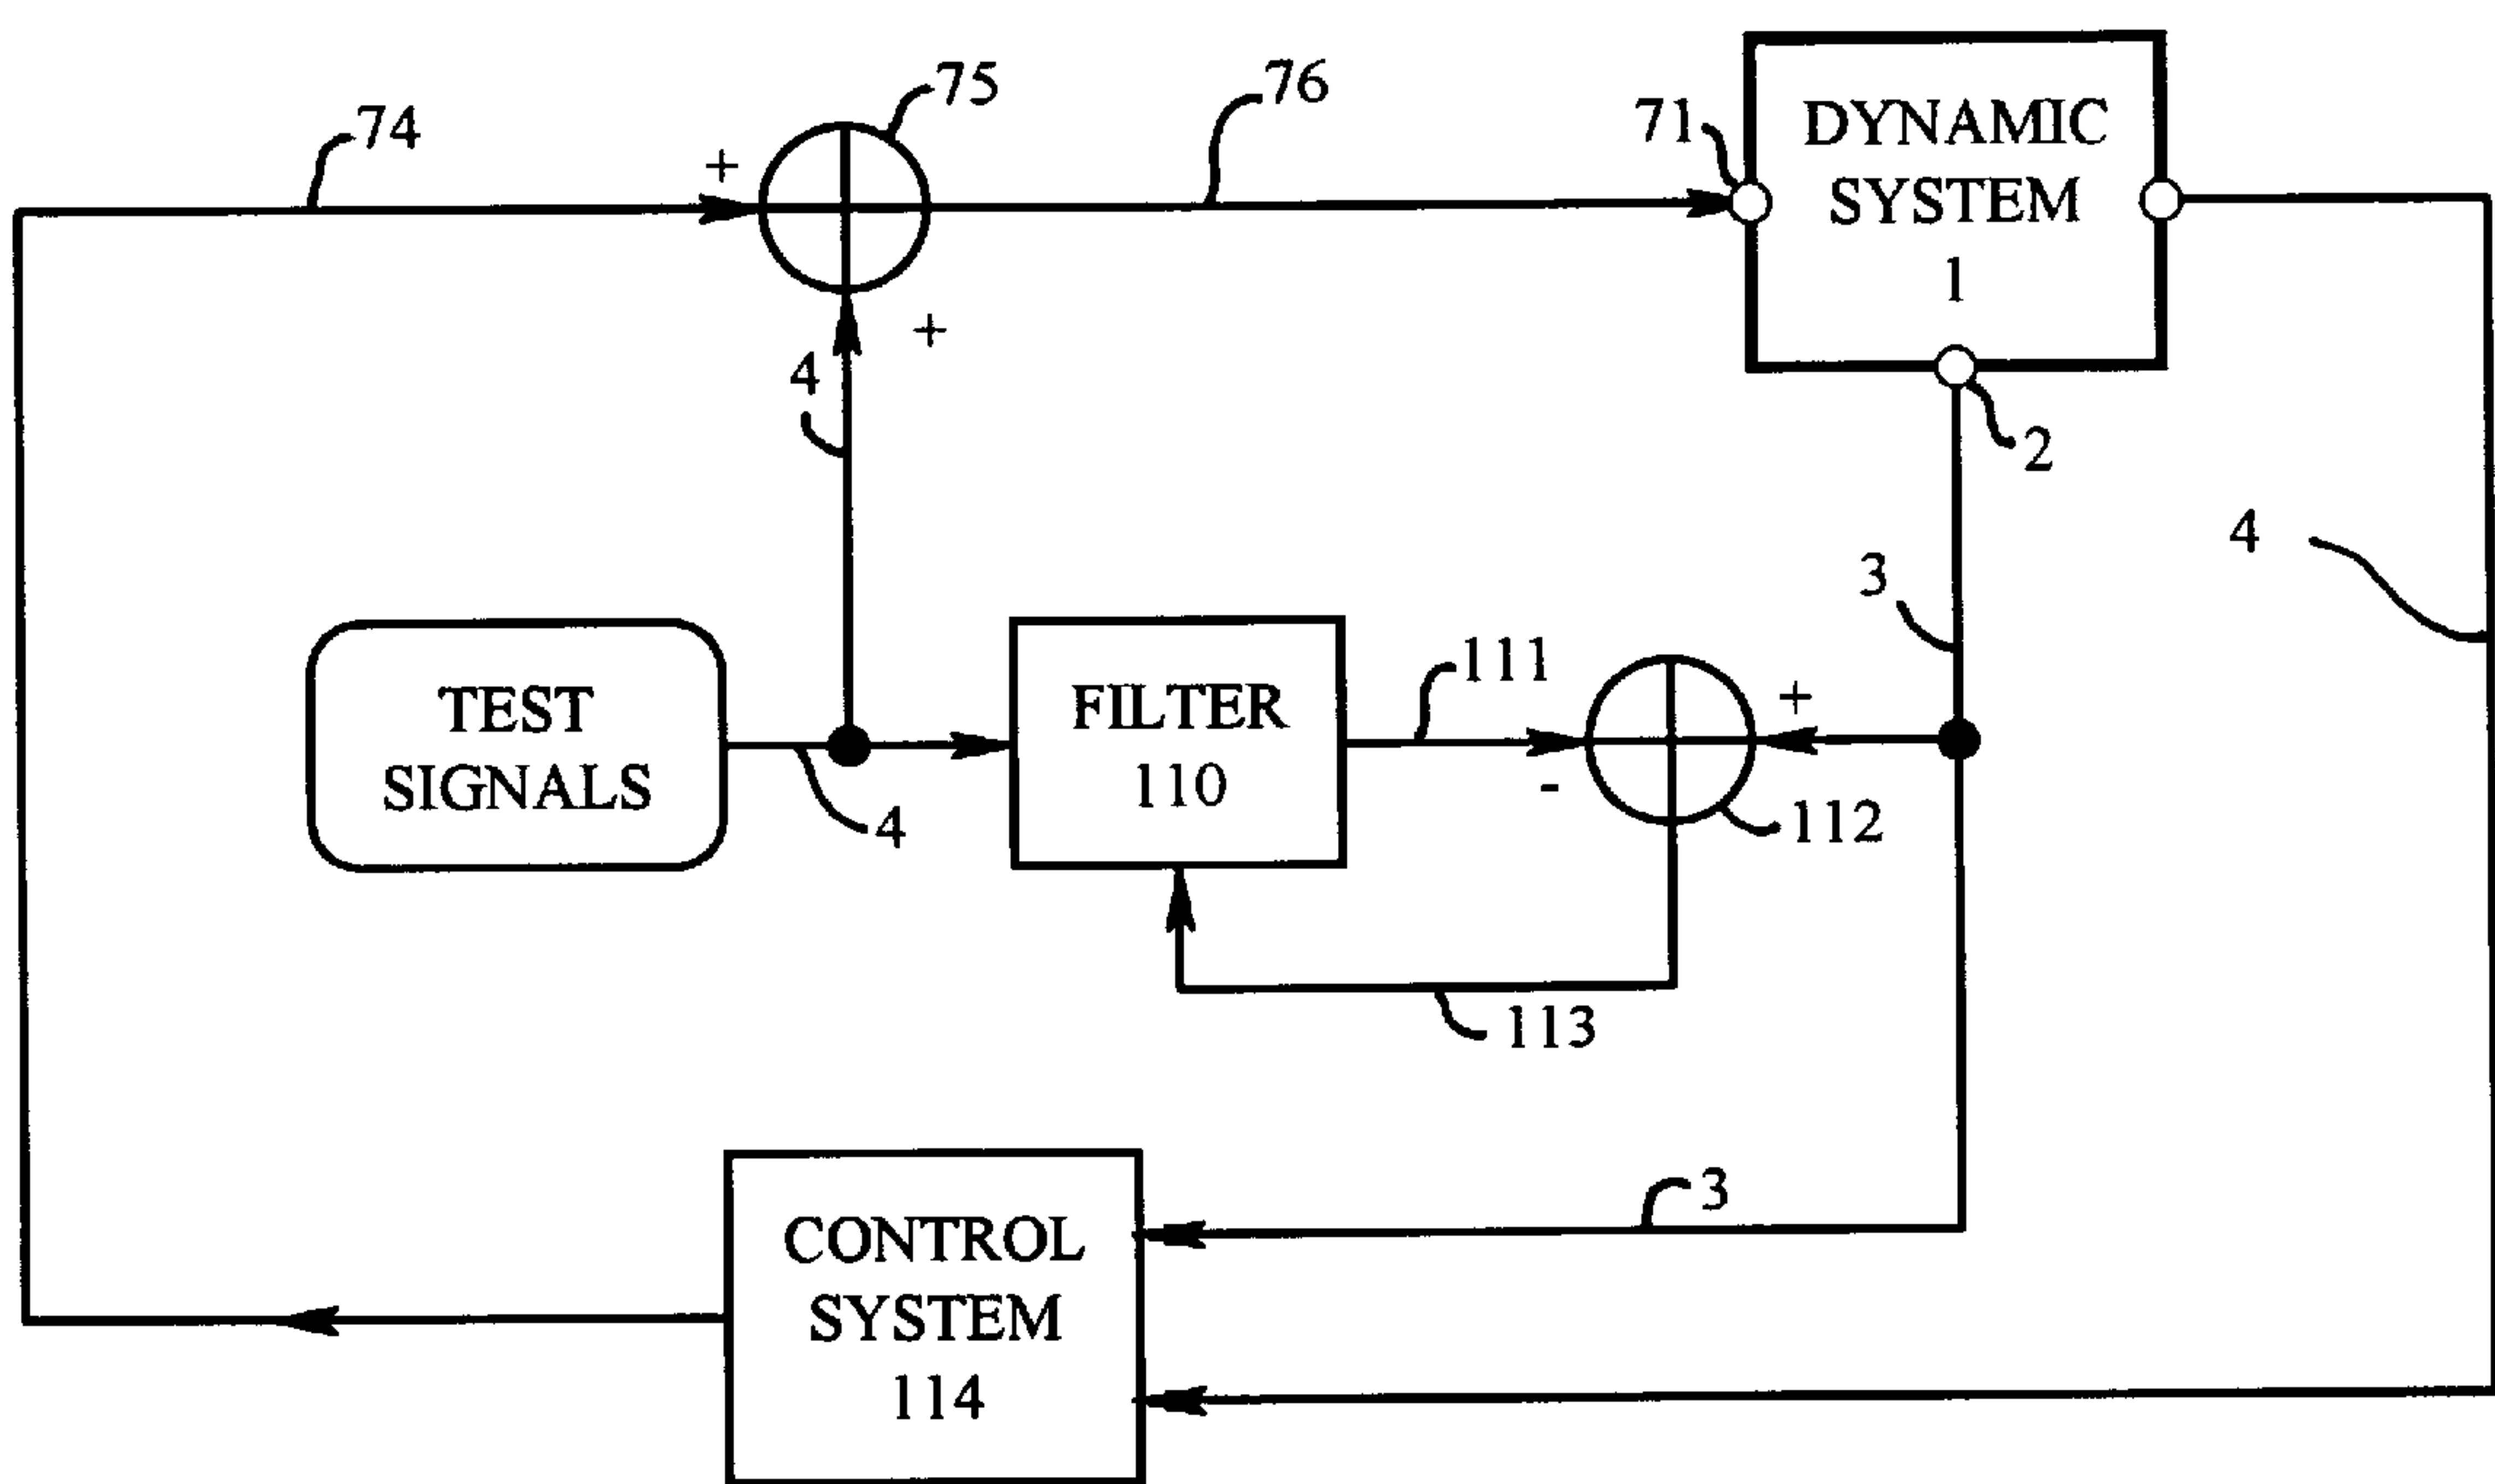 75
76
74
+
71
DYNAMIC
SYSTEM
1
+
4
2
4
3
TEST
SIGNALS
4
FILTER
110
111
+
-
112
113
3
CONTROL
SYSTEM
114